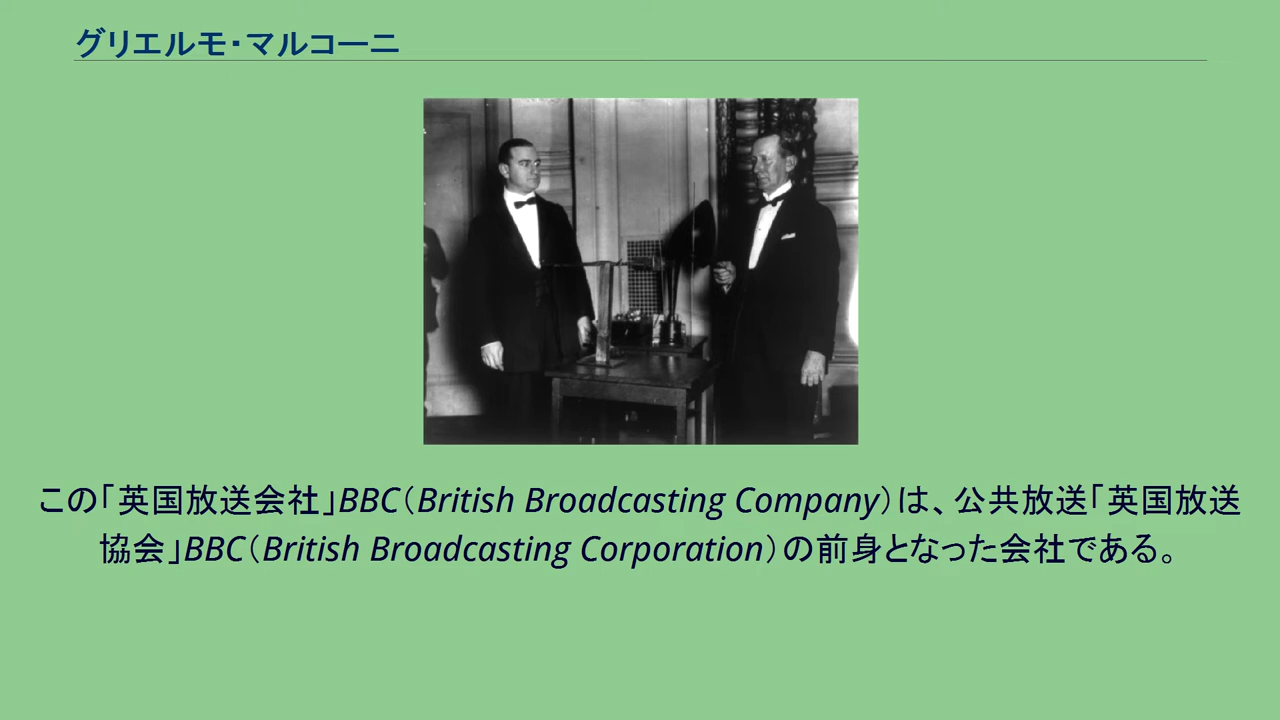 グリエルモ・マルコーニ
この「英国放送会社」BBC（British Broadcasting Company）は、公共放送「英国放送
協会」BBC（British Broadcasting Corporation）の前身となった会社である。